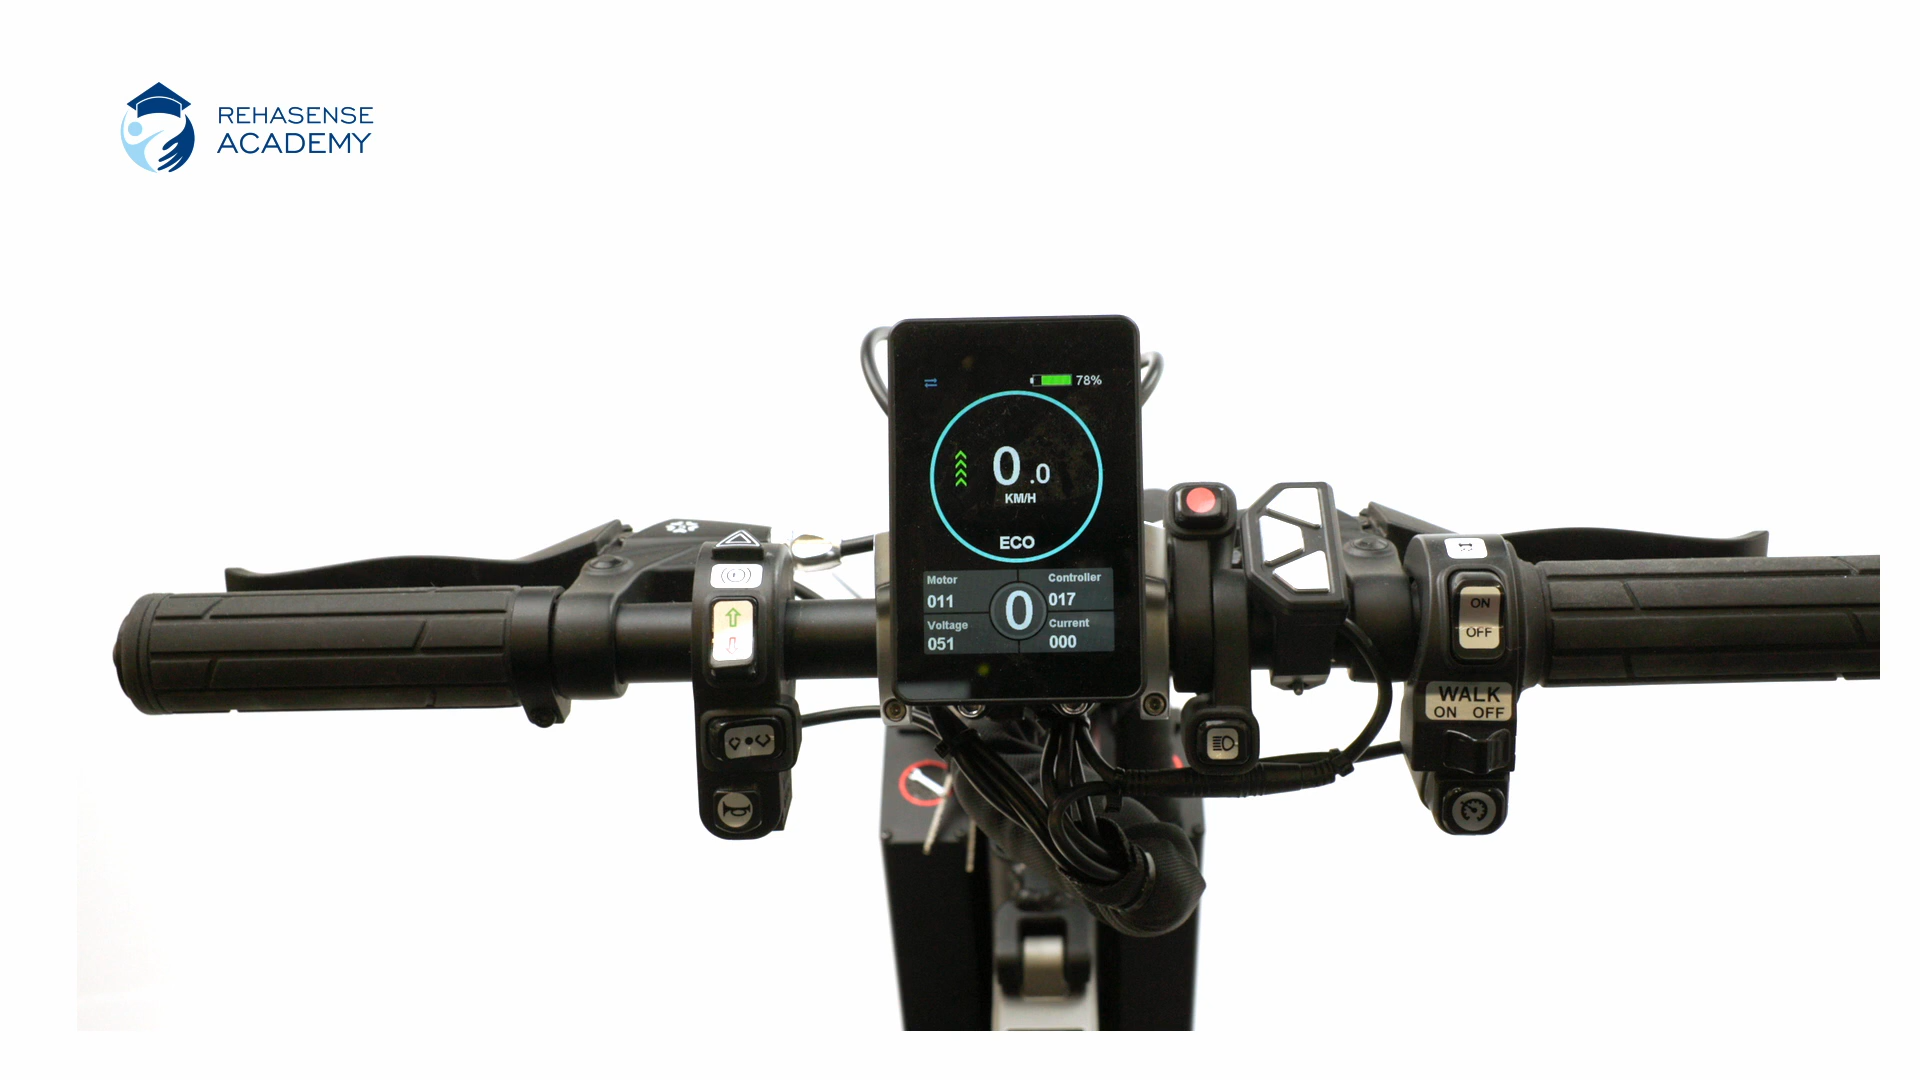 REHASENSE
ACADEMY
78%
0.0
KM/H
ECO
Motor
011
Controller
017
0
Voltage
051
Current
000
ON
OFF
WALK
ON OFF